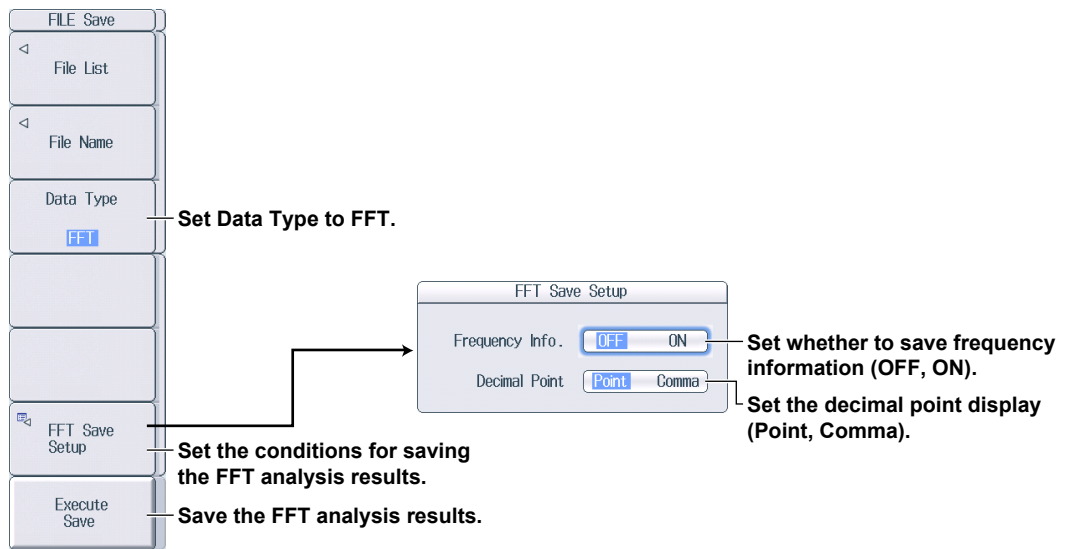 FILE Save
File List
File Name
Data Type
FFT
Set Data Type to FFT.
FFT Save Setup
Frequency Info. OFF ON
Set whether to save frequency
information (OFF, ON).
Decimal Point Point Comma
Set the decimal point display
(Point, Comma).
FFT Save
Setup
Set the conditions for saving
the FFT analysis results.
Execute
Save
Save the FFT analysis results.